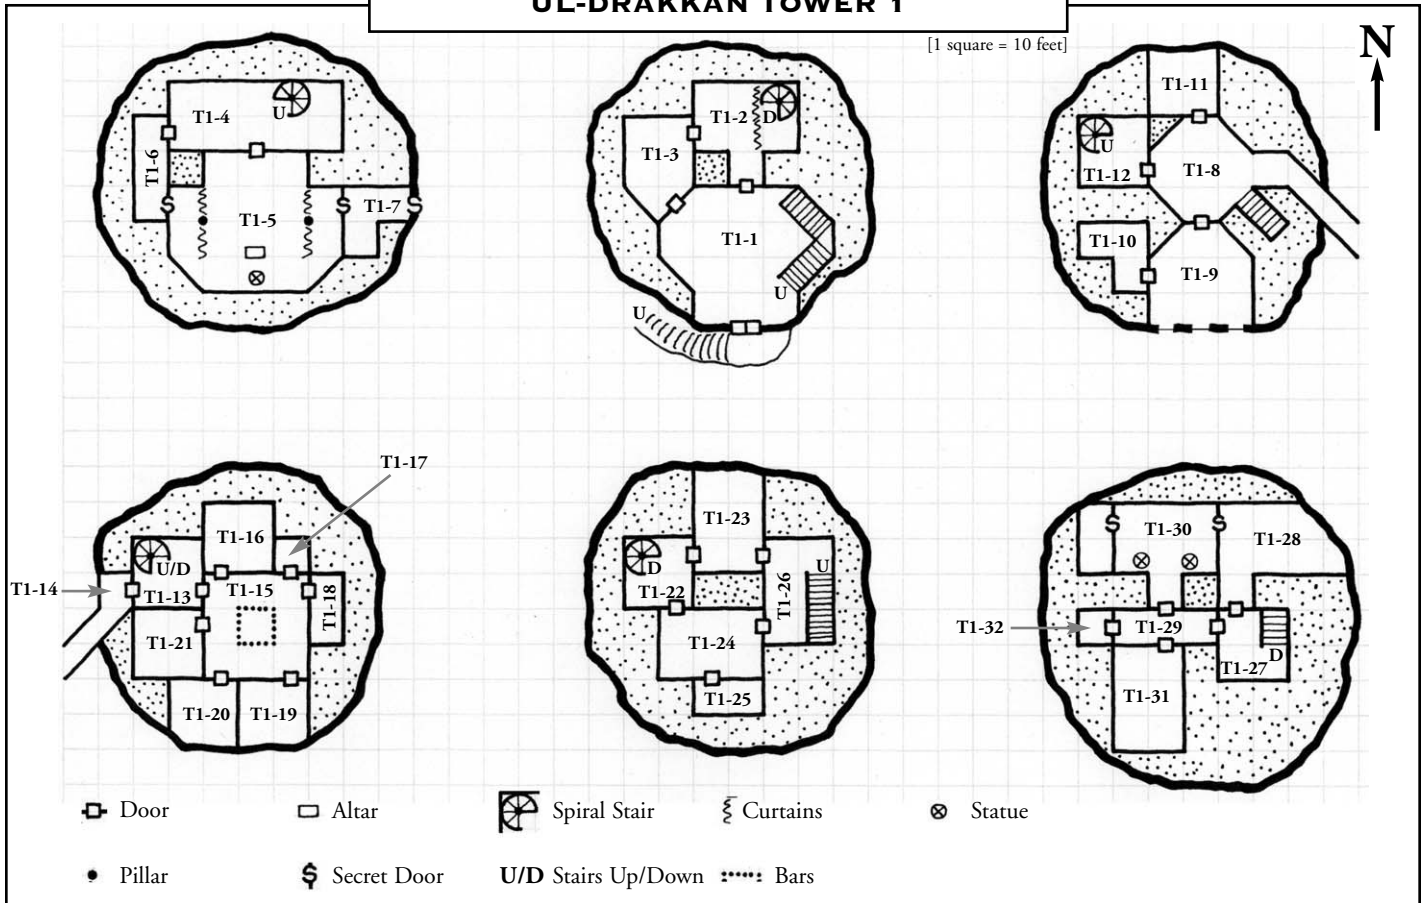 UL-DRAKKAN TOWER 1
[1 square = 10 feet]
N
T1-4
U
T1-6
T1-5
T1-7
T1-2
D
T1-3
T1-1
U
U
T1-11
U
T1-12
T1-8
T1-10
T1-9
T1-17
T1-16
U/D
T1-14
T1-13
T1-15
T1-18
T1-21
T1-20
T1-19
T1-23
D
T1-22
U
T1-26
T1-24
T1-25
T1-30
T1-28
T1-32
T1-29
T1-27
D
T1-31
Door
Altar
Spiral Stair
Curtains
Statue
Pillar
Secret Door
U/D Stairs Up/Down
Bars